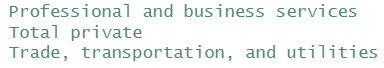 Professional and business services
Total private
Trade, transportation, and utilities